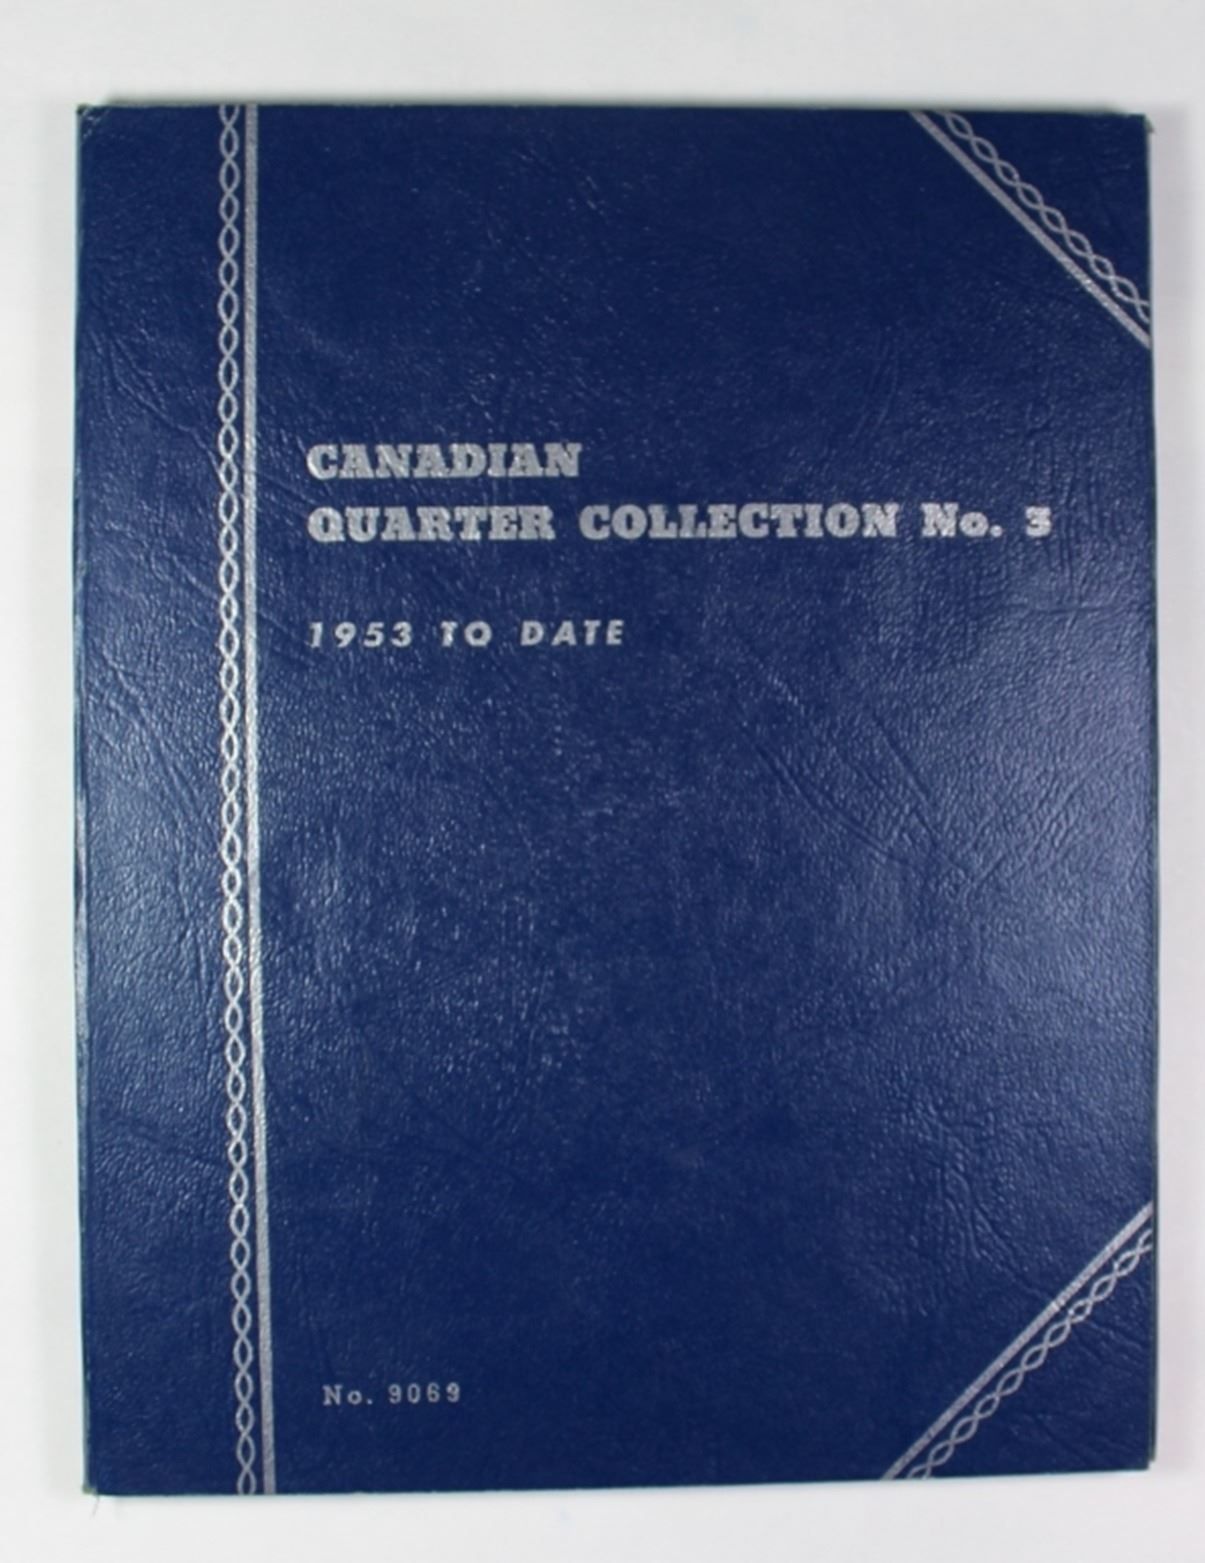 CANADIAN
QUARTER COLLECTION No. 3
1953 TO DATE
No. 9069